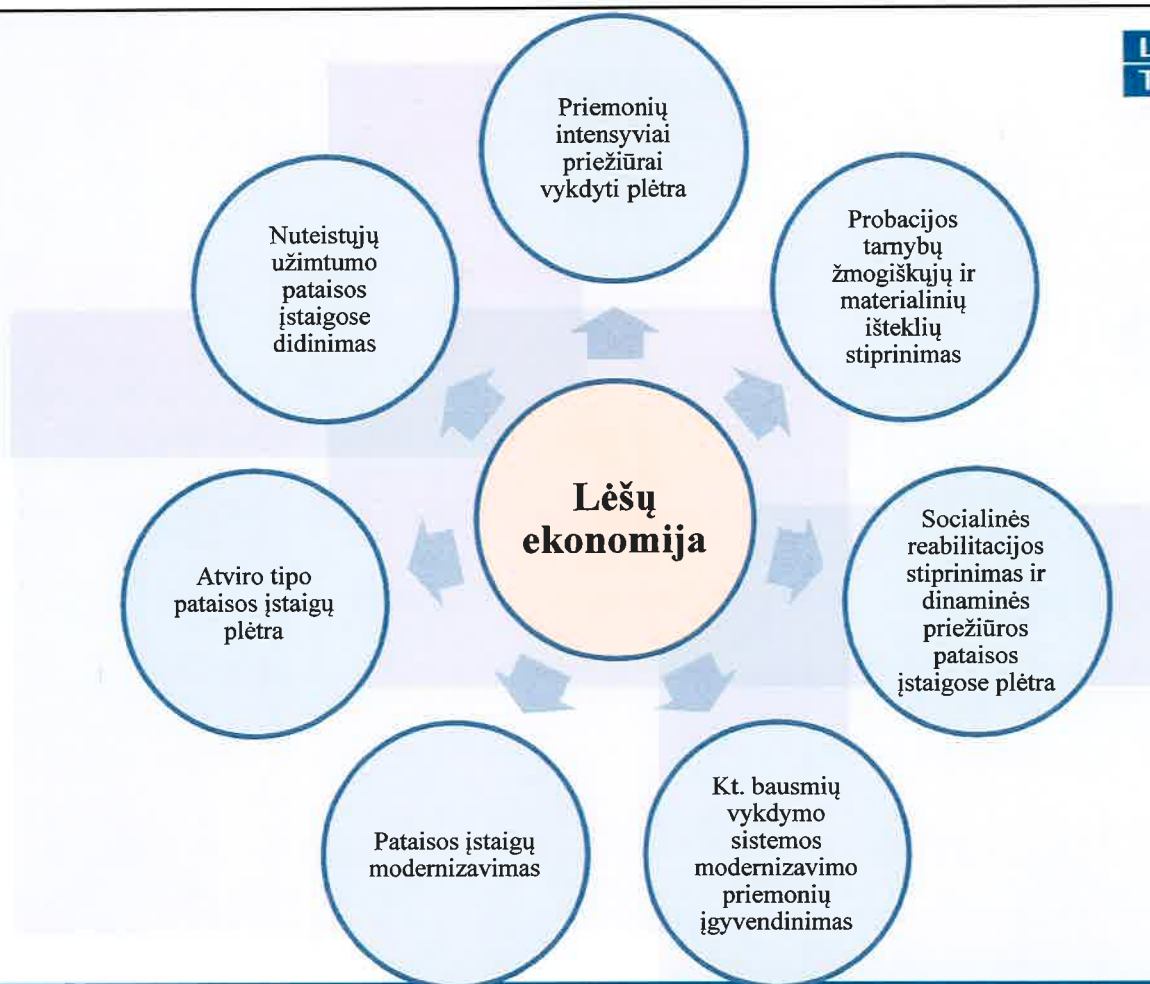 L
T
Priemonių
intensyviai
priežiūrai
vykdyti plėtra
Probacijos
tarnybų
žmogiškųjų ir
materialinių
išteklių
stiprinimas
Socialinės
reabilitacijos
stiprinimas ir
dinaminės
priežiūros
pataisos
įstaigose plėtra
Kt. bausmių
vykdymo
sistemos
modernizavimo
priemonių
įgyvendinimas
Pataisos įstaigų
modernizavimas
Atviro tipo
pataisos įstaigų
plėtra
Nuteistųjų
užimtumo
pataisos
įstaigose
didinimas
Lėšų
ekonomija